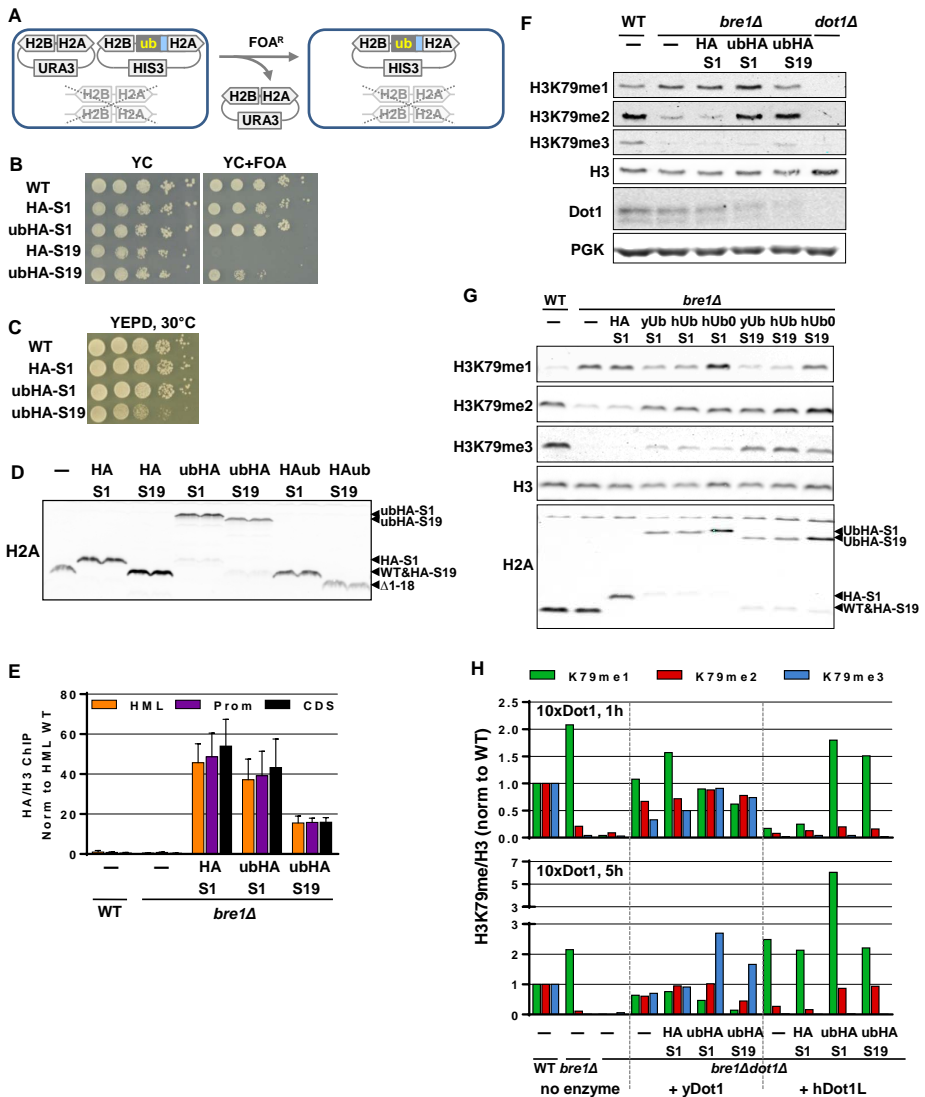 A
H2B H2A H2B ub H2A FOAR H2B ub H2A
URA3 HIS3 HIS3
H2B H2A H2B H2A H2B H2A
H2B H2A URA3 H2B H2A
B
YC YC+FOA
WT
HA-S1
ubHA-S1
HA-S19
ubHA-S19
C
YEPD, 30°C
WT
HA-S1
ubHA-S1
ubHA-S19
D
– HA HA ubHA ubHA HAub HAub
S1 S19 S1 S19 S1 S19
H2A
ubHA-S1
ubHA-S19
HA-S1
WT&HA-S19
Δ1-18
E
HA/H3 ChIP
Norm to HML WT
80
60
40
20
0
HML Prom CDS
– – HA ubHA ubHA
S1 S1 S19
WT bre1Δ
F
WT bre1Δ dot1Δ
– – HA ubHA ubHA –
S1 S1 S19
H3K79me1
H3K79me2
H3K79me3
H3
Dot1
PGK
G
WT bre1Δ
– – HA yUb hUb hUb0 yUb hUb hUb0
S1 S1 S1 S1 S19 S19 S19
H3K79me1
H3K79me2
H3K79me3
H3
H2A
UbHA-S1
UbHA-S19
HA-S1
WT&HA-S19
H
K79me1 K79me2 K79me3
H3K79me/H3 (norm to WT)
2.5
10xDot1, 1h
2.0
1.5
1.0
0.5
0.0
7
10xDot1, 5h
5
3
3
2
1
0
– – – – HA ubHA ubHA – HA ubHA ubHA
S1 S1 S19 S1 S1 S19
WT bre1Δ bre1Δdot1Δ
no enzyme + yDot1 + hDot1L